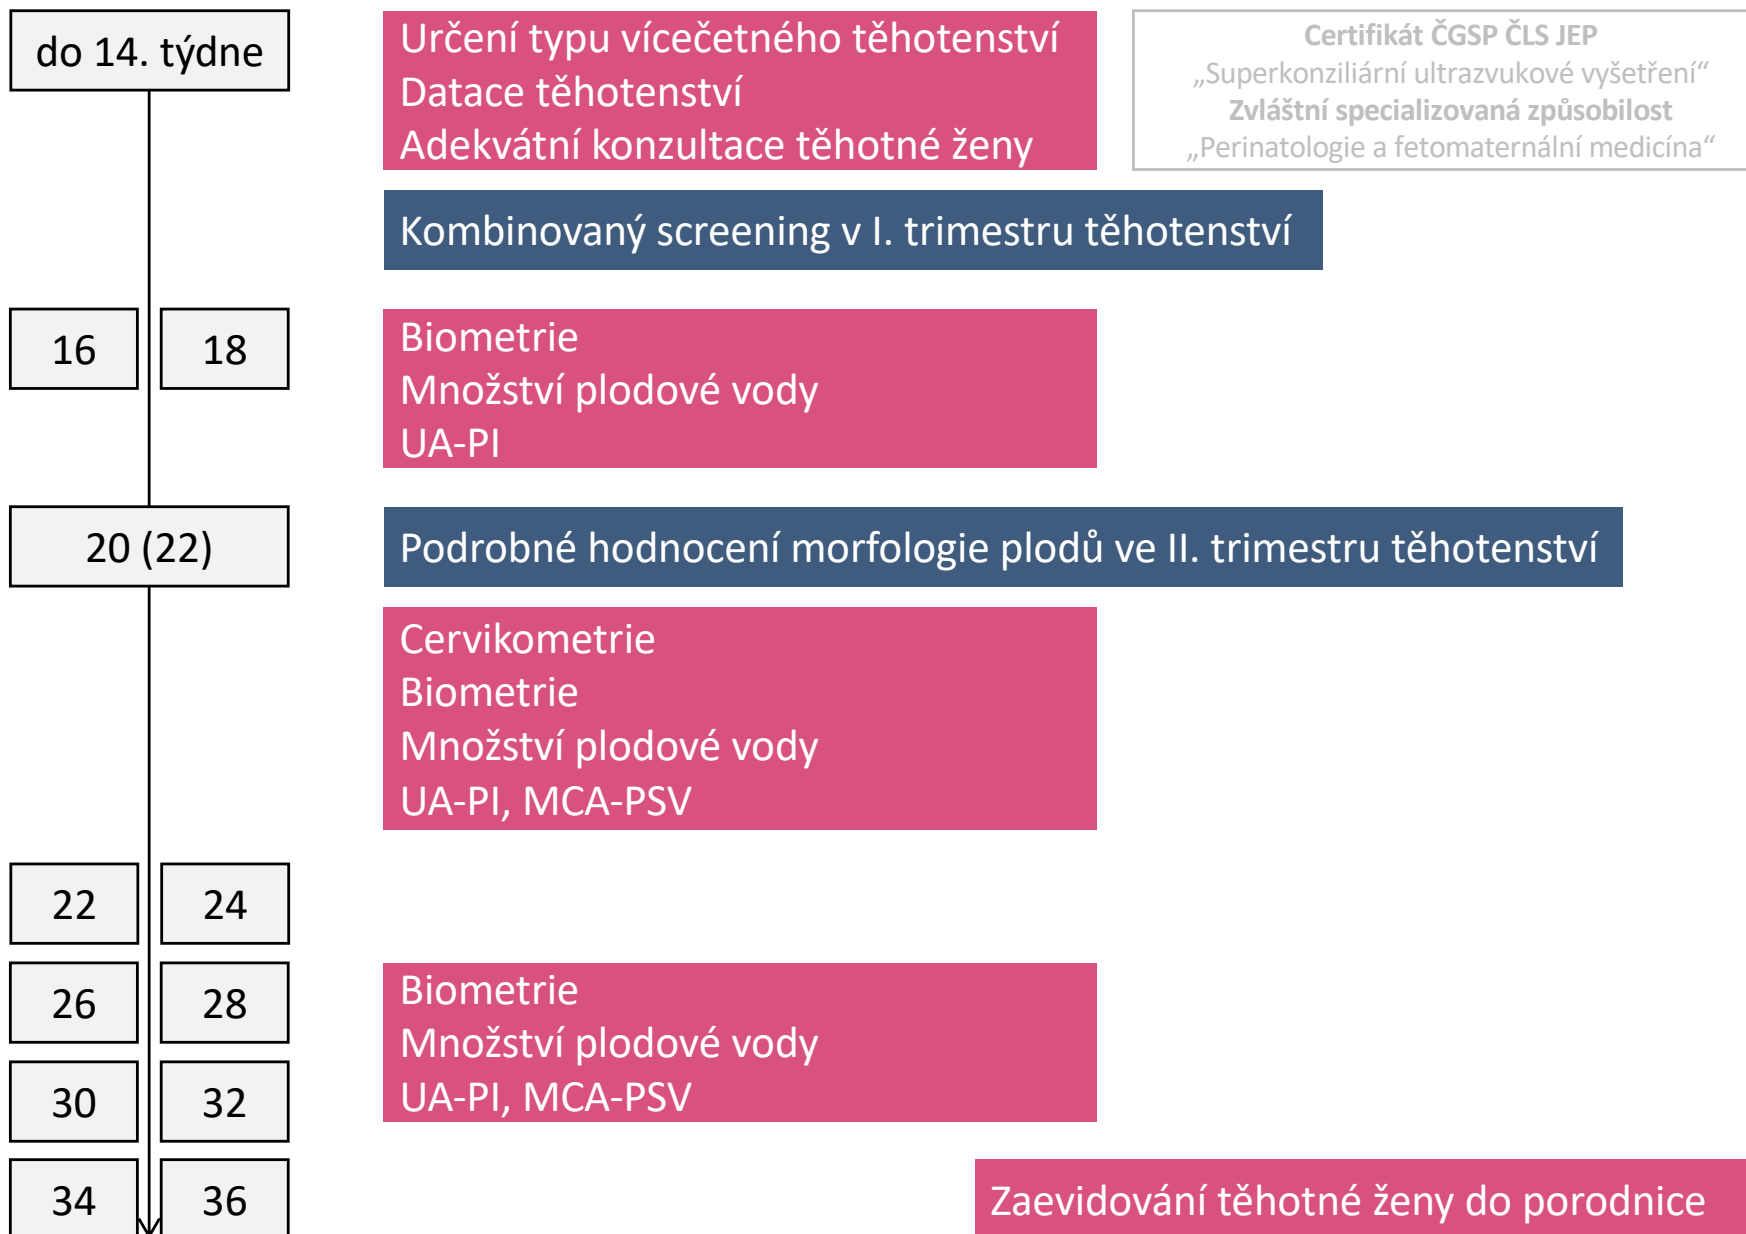 do 14. týdne
Určení typu vícečetného těhotenství
Datace těhotenství
Adekvátní konzultace těhotné ženy
Certifikát ČGSP ČLS JEP
„Superkonziliární ultrazvukové vyšetření“
Zvláštní specializovaná způsobilost
„Perinatologie a fetomaternální medicína“
Kombinovaný screening v I. trimestru těhotenství
16
18
Biometrie
Množství plodové vody
UA-PI
20 (22)
Podrobné hodnocení morfologie plodů ve II. trimestru těhotenství
Cervikometrie
Biometrie
Množství plodové vody
UA-PI, MCA-PSV
22
24
26
28
Biometrie
Množství plodové vody
UA-PI, MCA-PSV
30
32
34
36
Zaevidování těhotné ženy do porodnice